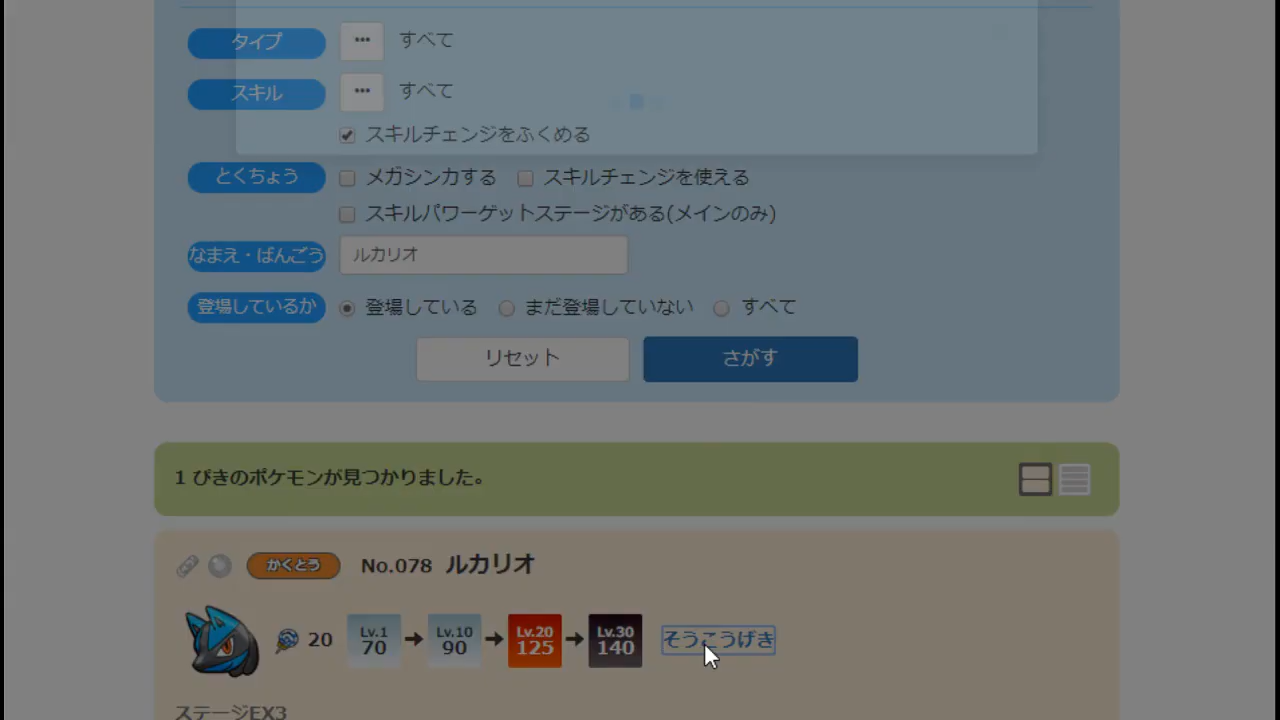 タイプ ••• すべて
スキル ••• すべて
スキルチェンジをふくめる
とくちょう メガシンカする スキルチェンジを使える
スキルパワーゲットステージがある(メインのみ)
なまえ・ばんごう ルカリオ
登場しているか 登場している まだ登場していない すべて
リセット さがす
1 ぴきのポケモンが見つかりました。
かくとう No.078 ルカリオ
20 Lv.1 70 Lv.10 90 Lv.20 125 Lv.30 140 そうこうげき
ステージEX3